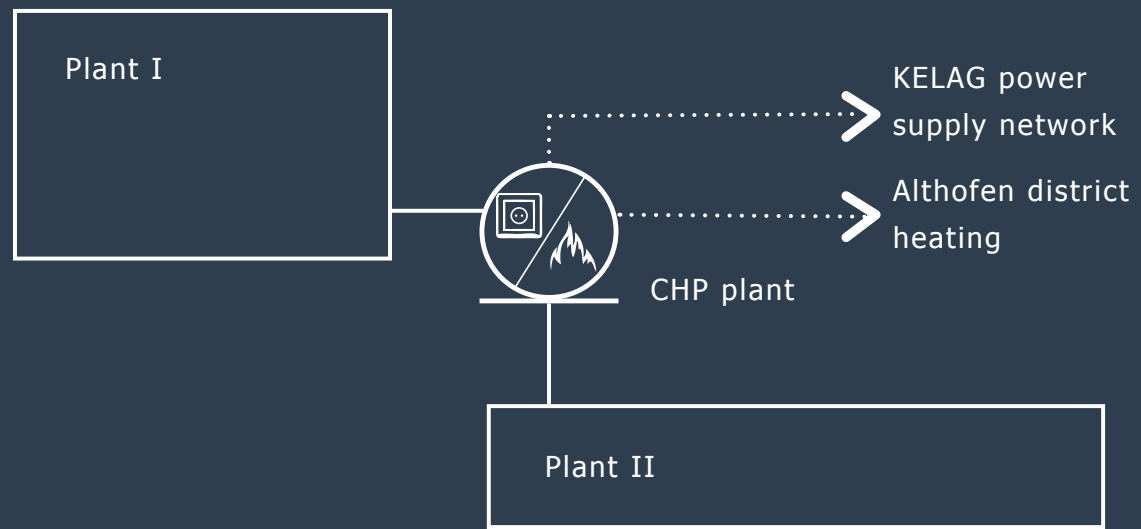 Plant I
KELAG power
supply network
Althofen district
heating
CHP plant
Plant II